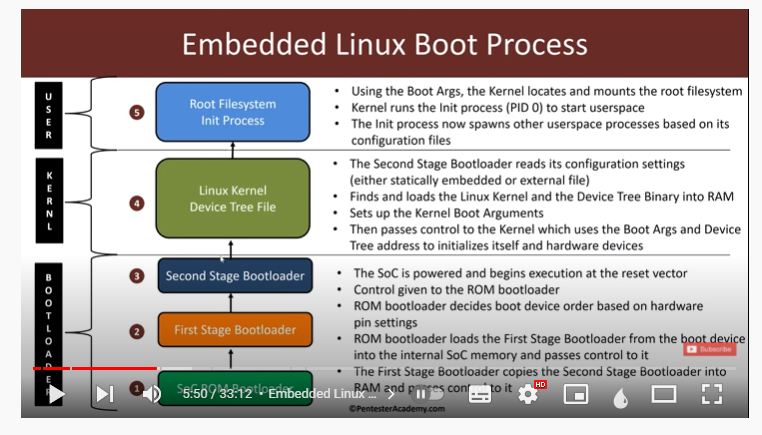 Embedded Linux Boot Process
USER
5
Root Filesystem
Init Process
• Using the Boot Args, the Kernel locates and mounts the root filesystem
• Kernel runs the Init process (PID 0) to start userspace
• The Init process now spawns other userspace processes based on its
configuration files
KERNL
4
Linux Kernel
Device Tree File
• The Second Stage Bootloader reads its configuration settings
(either statically embedded or external file)
• Finds and loads the Linux Kernel and the Device Tree Binary into RAM
• Sets up the Kernel Boot Arguments
• Then passes control to the Kernel which uses the Boot Args and Device
Tree address to initializes itself and hardware devices
BOOTLOADER
3
Second Stage Bootloader
2
First Stage Bootloader
1
SoC ROM Bootloader
• The SoC is powered and begins execution at the reset vector
• Control given to the ROM bootloader
• ROM bootloader decides boot device order based on hardware
pin settings
• ROM bootloader loads the First Stage Bootloader from the boot device
into the internal SoC memory and passes control to it
• The First Stage Bootloader copies the Second Stage Bootloader into
RAM and passes control to it
Subscribe
5:50 / 33:12 • Embedded Linux ...
HD
©PentesterAcademy.com